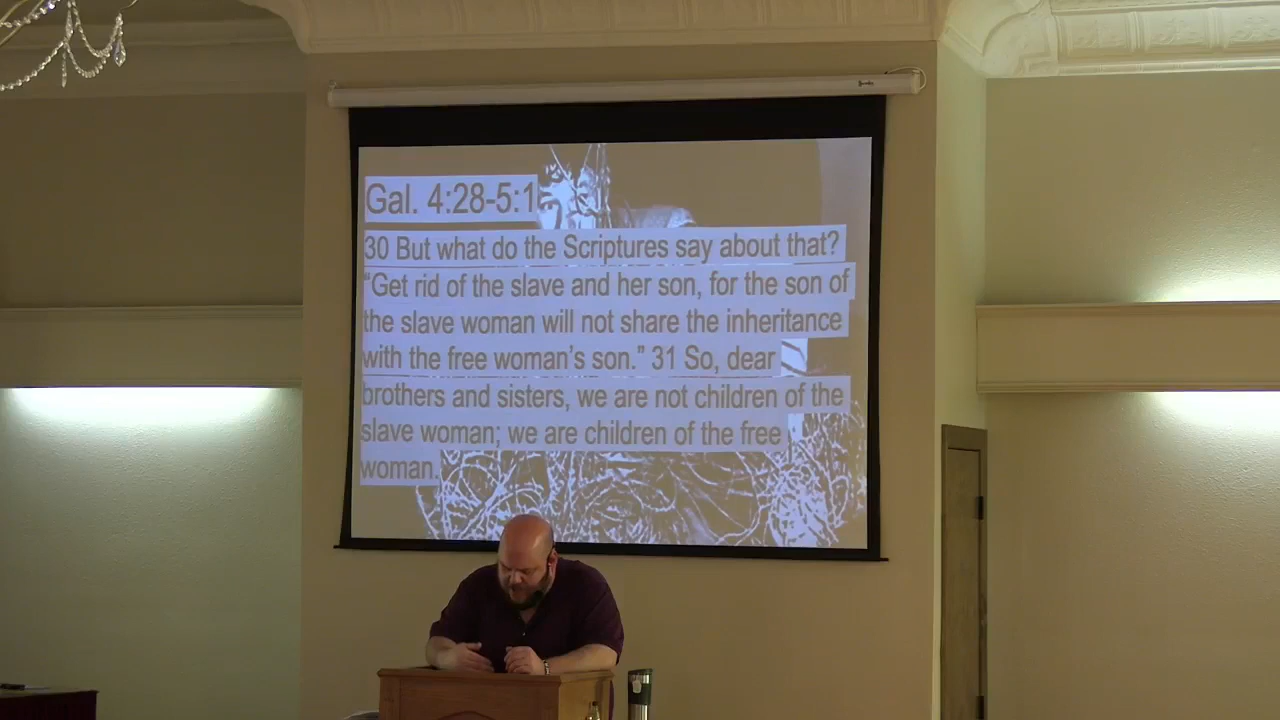 Gal. 4:28-5:1
30 But what do the Scriptures say about that?
“Get rid of the slave and her son, for the son of
the slave woman will not share the inheritance
with the free woman’s son.” 31 So, dear
brothers and sisters, we are not children of the
slave woman; we are children of the free
woman.